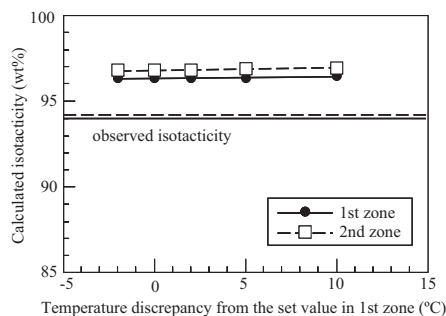 100
95
90
85
Calculated isotacticity (wt%)
observed isotacticity
1st zone
2nd zone
-5 0 5 10 15
Temperature discrepancy from the set value in 1st zone (ºC)